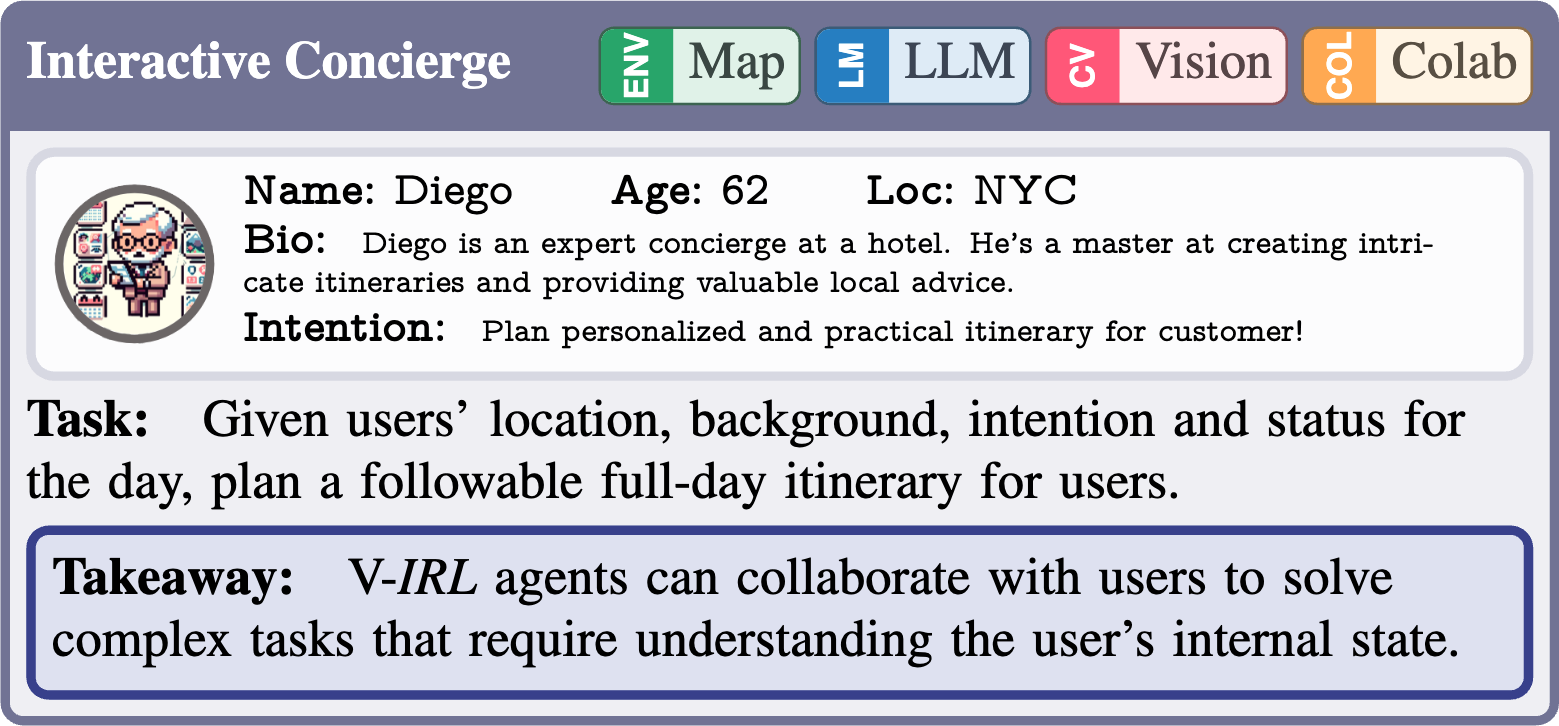 Interactive Concierge ENV Map LM LLM CV Vision COL Colab
Name: Diego Age: 62 Loc: NYC
Bio: Diego is an expert concierge at a hotel. He's a master at creating intri-
cate itineraries and providing valuable local advice.
Intention: Plan personalized and practical itinerary for customer!
Task: Given users' location, background, intention and status for
the day, plan a followable full-day itinerary for users.
Takeaway: V-IRL agents can collaborate with users to solve
complex tasks that require understanding the user's internal state.